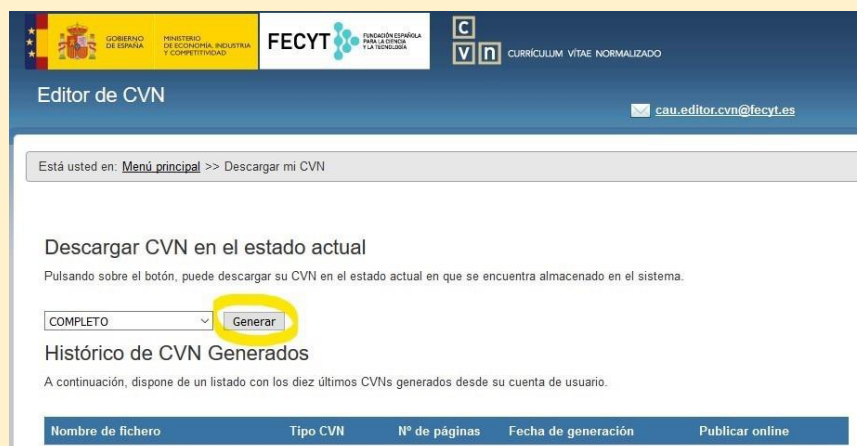 GOBIERNO
DE ESPAÑA
MINISTERIO
DE ECONOMÍA, INDUSTRIA
Y COMPETITIVIDAD
FECYT
FUNDACIÓN ESPAÑOLA
PARA LA CIENCIA
Y LA TECNOLOGÍA
C
v n
CURRÍCULUM VÍTAE NORMALIZADO
Editor de CVN
cau.editor.cvn@fecyt.es
Está usted en: Menú principal >> Descargar mi CVN
Descargar CVN en el estado actual
Pulsando sobre el botón, puede descargar su CVN en el estado actual en que se encuentra almacenado en el sistema.
COMPLETO Generar
Histórico de CVN Generados
A continuación, dispone de un listado con los diez últimos CVNs generados desde su cuenta de usuario.
Nombre de fichero Tipo CVN Nº de páginas Fecha de generación Publicar online